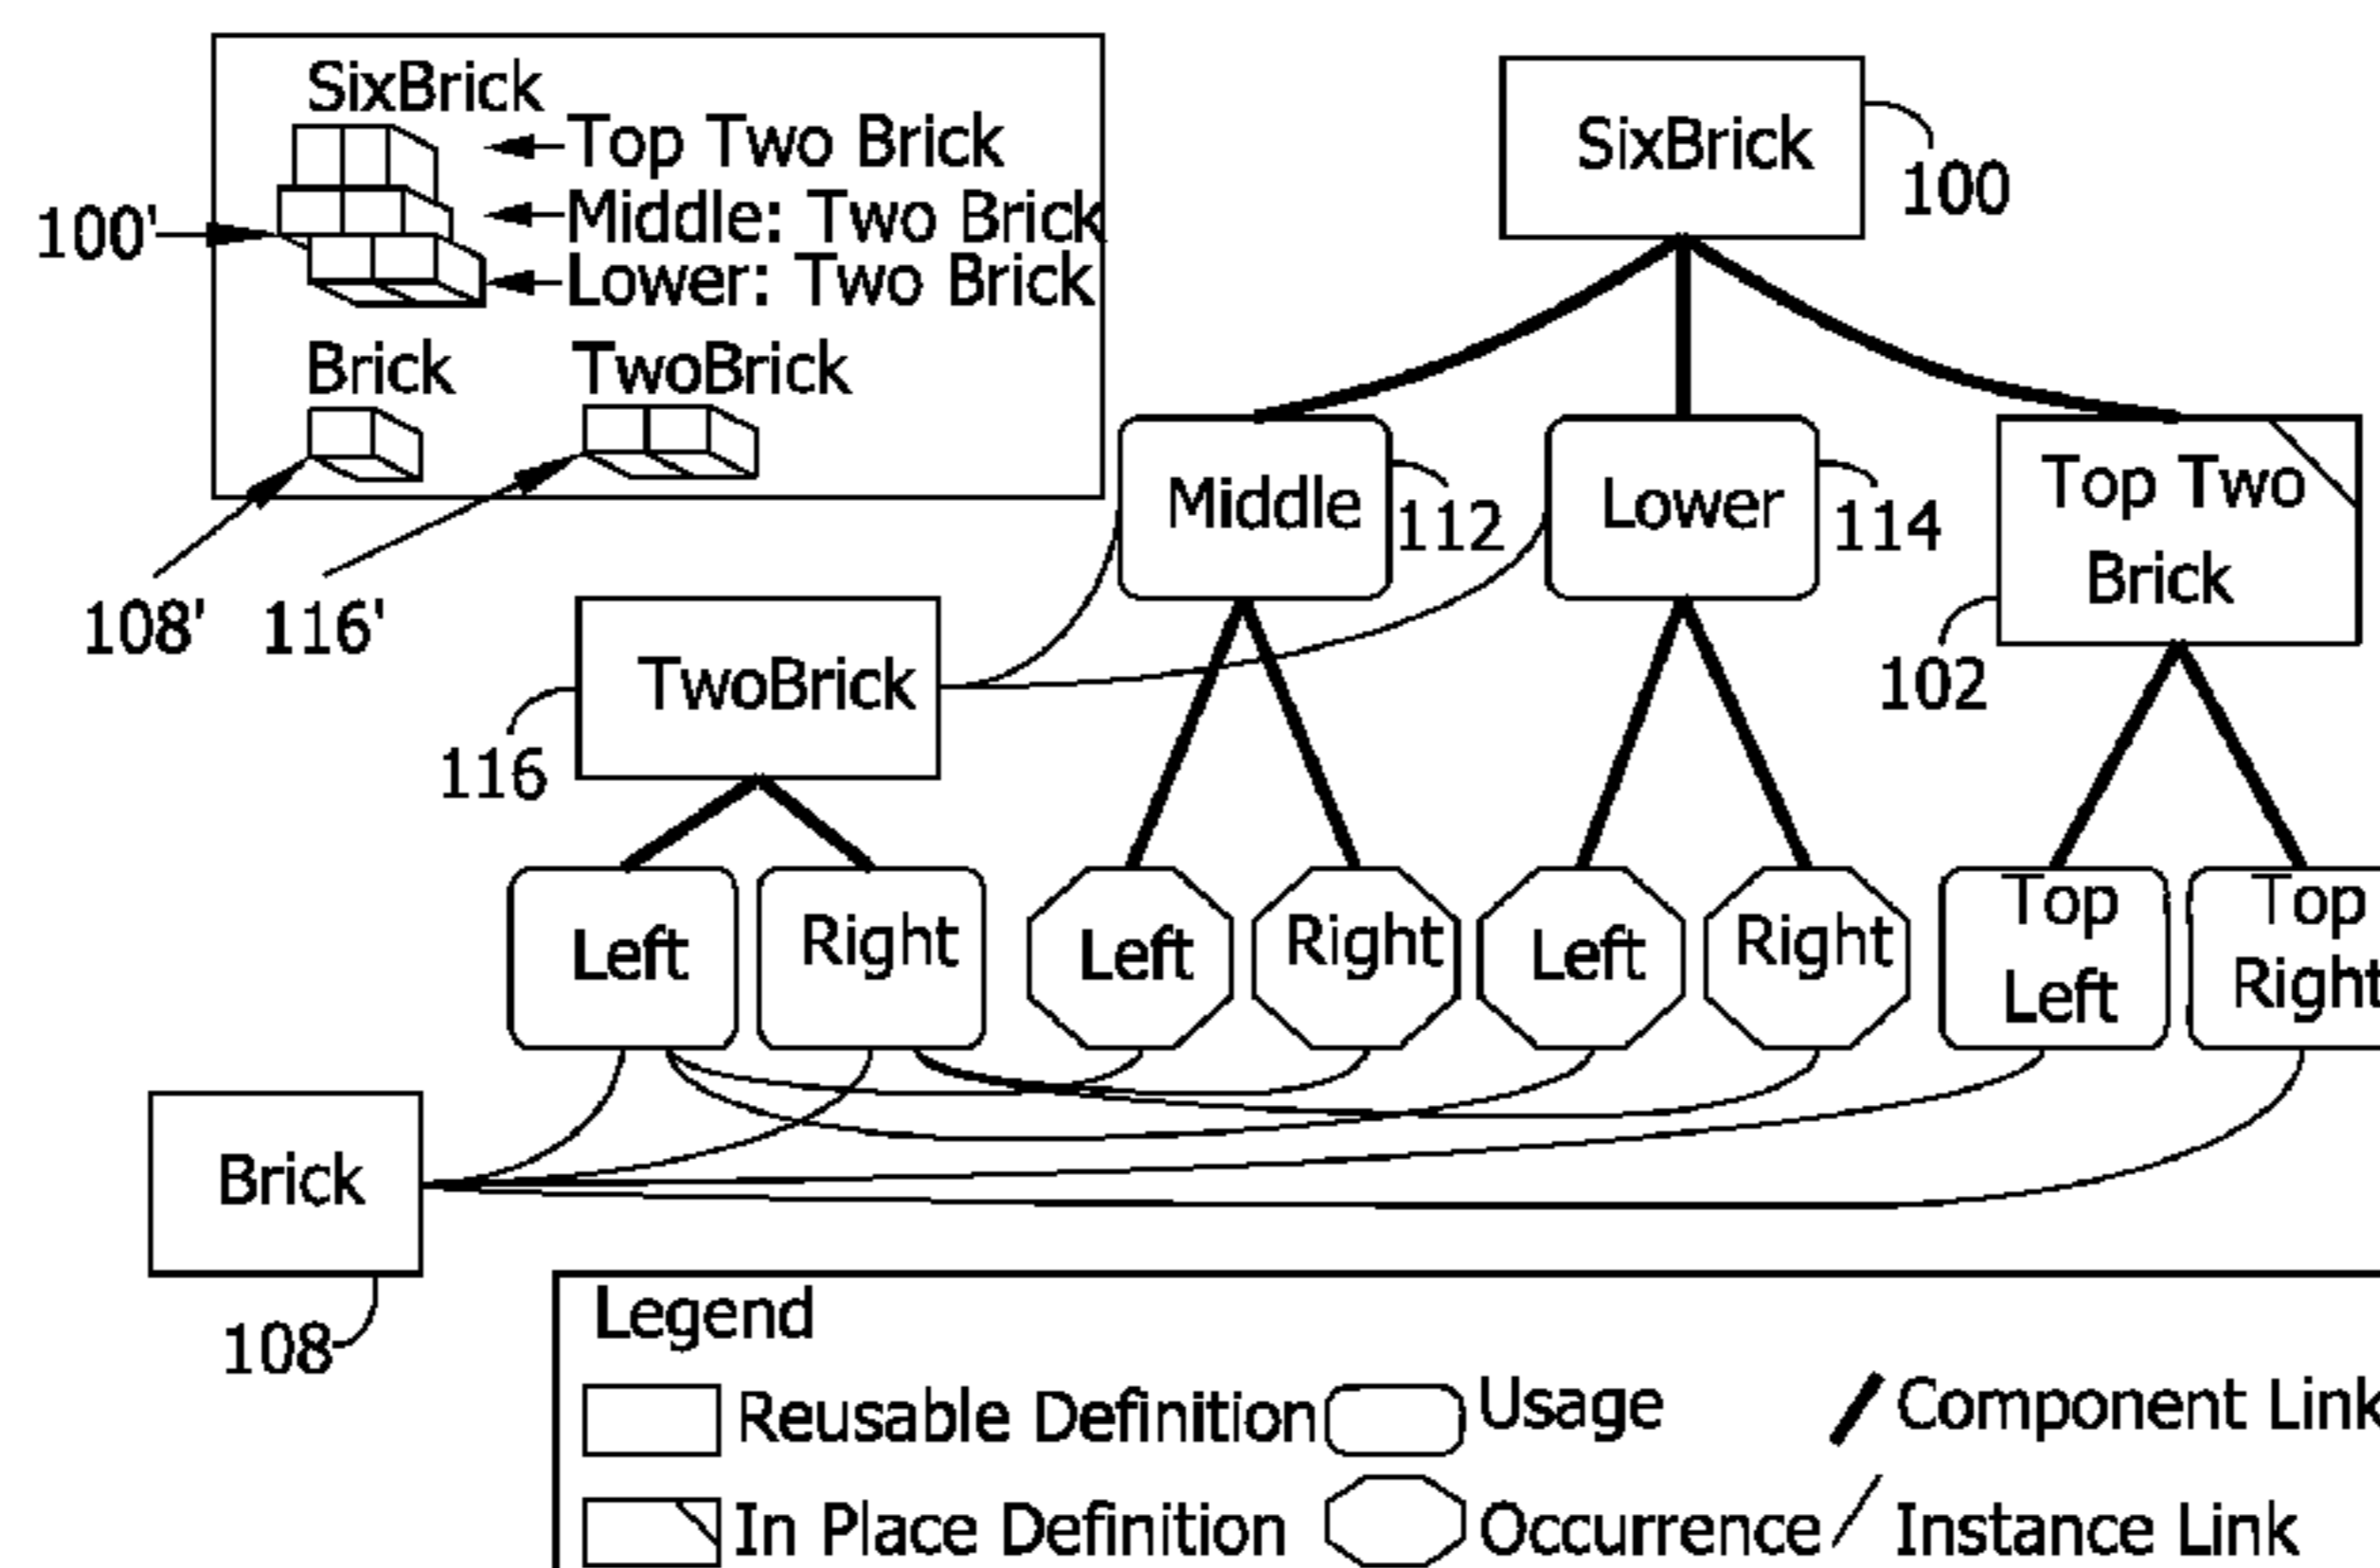 SixBrick
Top Two Brick
Middle: Two Brick
Lower: Two Brick
100'
Brick
TwoBrick
108'
116'
SixBrick
100
Middle
112
Lower
114
Top Two
Brick
102
TwoBrick
116
Left
Right
Left
Right
Left
Right
Top
Left
Top
Right
Brick
108
Legend
Reusable Definition
Usage
Component Link
In Place Definition
Occurrence
Instance Link